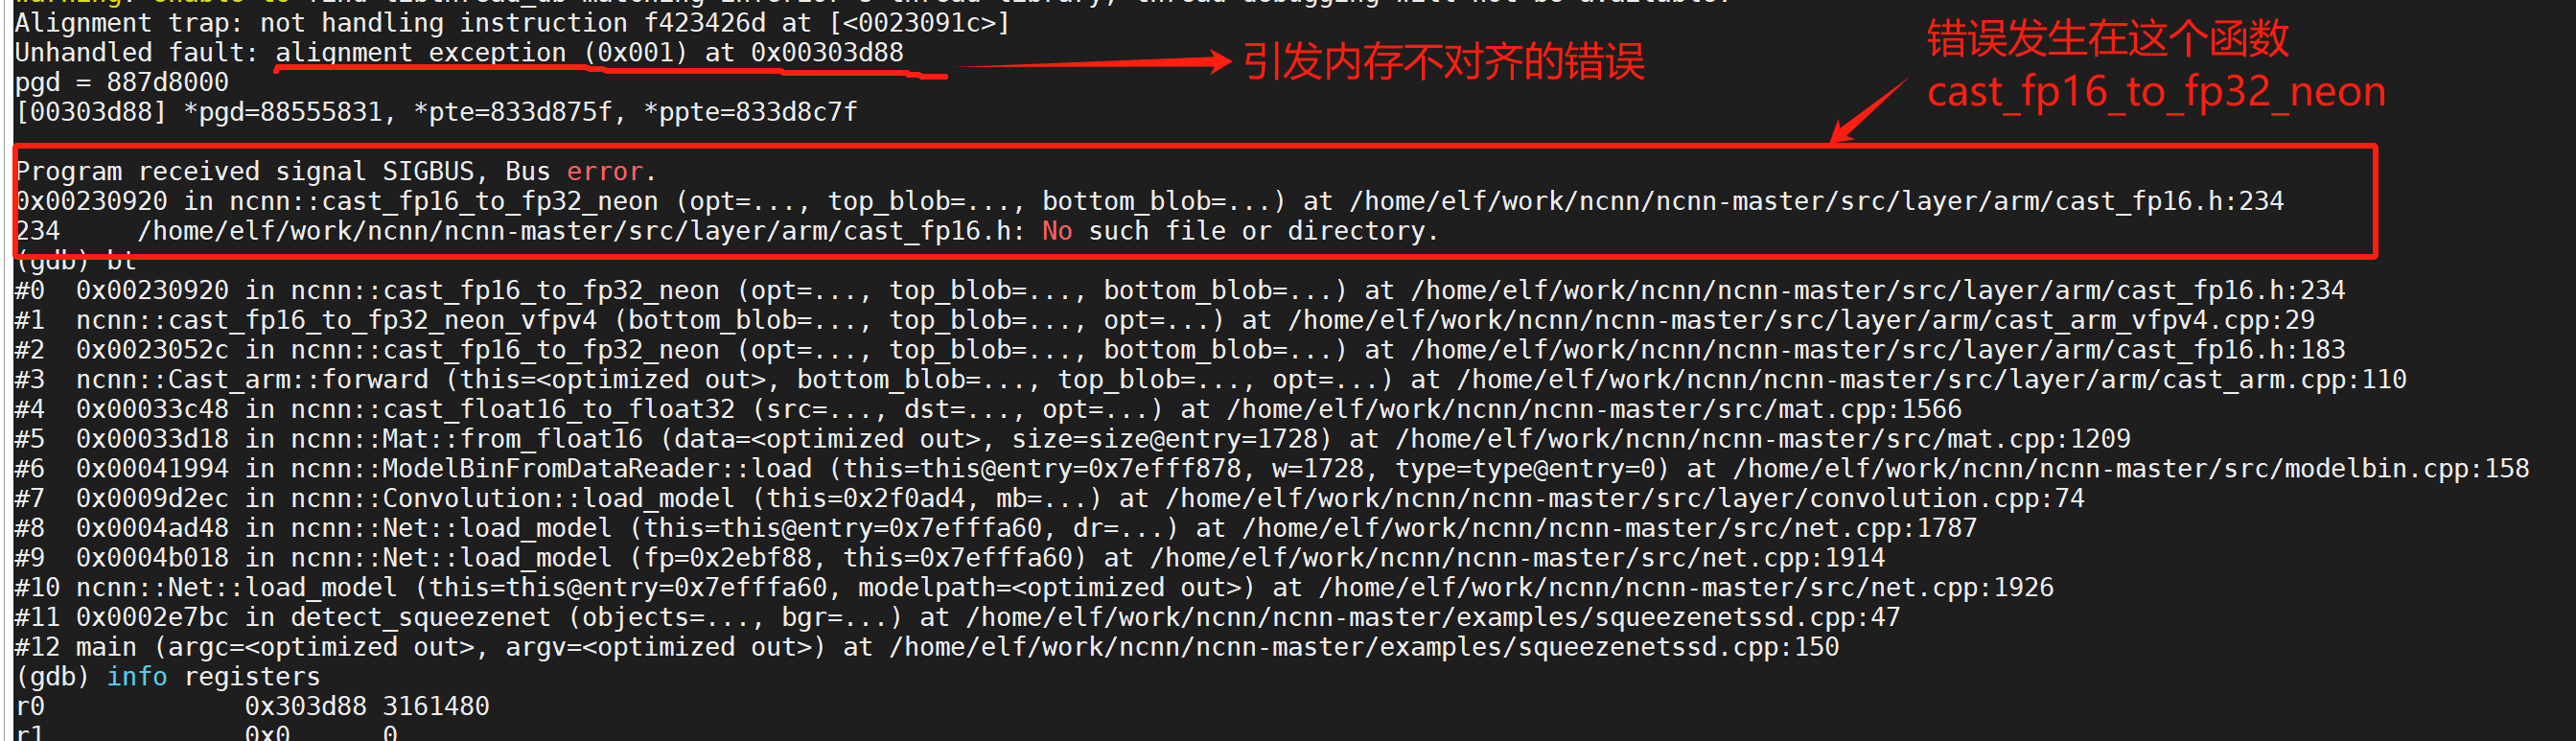 Warning: unable to find libthread_db matching inferior's thread library, thread debugging will not be available.
Alignment trap: not handling instruction f423426d at [<0023091c>]
Unhandled fault: alignment exception (0x001) at 0x00303d88
引发内存不对齐的错误
错误发生在这个函数
cast_fp16_to_fp32_neon
pgd = 887d8000
[00303d88] *pgd=88555831, *pte=833d875f, *ppte=833d8c7f
Program received signal SIGBUS, Bus error.
0x00230920 in ncnn::cast_fp16_to_fp32_neon (opt=..., top_blob=..., bottom_blob=...) at /home/elf/work/ncnn/ncnn-master/src/layer/arm/cast_fp16.h:234
234     /home/elf/work/ncnn/ncnn-master/src/layer/arm/cast_fp16.h: No such file or directory.
(gdb) bt
#0  0x00230920 in ncnn::cast_fp16_to_fp32_neon (opt=..., top_blob=..., bottom_blob=...) at /home/elf/work/ncnn/ncnn-master/src/layer/arm/cast_fp16.h:234
#1  ncnn::cast_fp16_to_fp32_neon_vfpv4 (bottom_blob=..., top_blob=..., opt=...) at /home/elf/work/ncnn/ncnn-master/src/layer/arm/cast_arm_vfpv4.cpp:29
#2  0x0023052c in ncnn::cast_fp16_to_fp32_neon (opt=..., top_blob=..., bottom_blob=...) at /home/elf/work/ncnn/ncnn-master/src/layer/arm/cast_fp16.h:183
#3  ncnn::Cast_arm::forward (this=<optimized out>, bottom_blob=..., top_blob=..., opt=...) at /home/elf/work/ncnn/ncnn-master/src/layer/arm/cast_arm.cpp:110
#4  0x00033c48 in ncnn::cast_float16_to_float32 (src=..., dst=..., opt=...) at /home/elf/work/ncnn/ncnn-master/src/mat.cpp:1566
#5  0x00033d18 in ncnn::Mat::from_float16 (data=<optimized out>, size=size@entry=1728) at /home/elf/work/ncnn/ncnn-master/src/mat.cpp:1209
#6  0x00041994 in ncnn::ModelBinFromDataReader::load (this=this@entry=0x7efff878, w=1728, type=type@entry=0) at /home/elf/work/ncnn/ncnn-master/src/modelbin.cpp:158
#7  0x0009d2ec in ncnn::Convolution::load_model (this=0x2f0ad4, mb=...) at /home/elf/work/ncnn/ncnn-master/src/layer/convolution.cpp:74
#8  0x0004ad48 in ncnn::Net::load_model (this=this@entry=0x7efffa60, dr=...) at /home/elf/work/ncnn/ncnn-master/src/net.cpp:1787
#9  0x0004b018 in ncnn::Net::load_model (fp=0x2ebf88, this=0x7efffa60) at /home/elf/work/ncnn/ncnn-master/src/net.cpp:1914
#10 ncnn::Net::load_model (this=this@entry=0x7efffa60, modelpath=<optimized out>) at /home/elf/work/ncnn/ncnn-master/src/net.cpp:1926
#11 0x0002e7bc in detect_squeezenet (objects=..., bgr=...) at /home/elf/work/ncnn/ncnn-master/examples/squeezenetssd.cpp:47
#12 main (argc=<optimized out>, argv=<optimized out>) at /home/elf/work/ncnn/ncnn-master/examples/squeezenetssd.cpp:150
(gdb) info registers
r0             0x303d88 3161480
r1             0x0      0